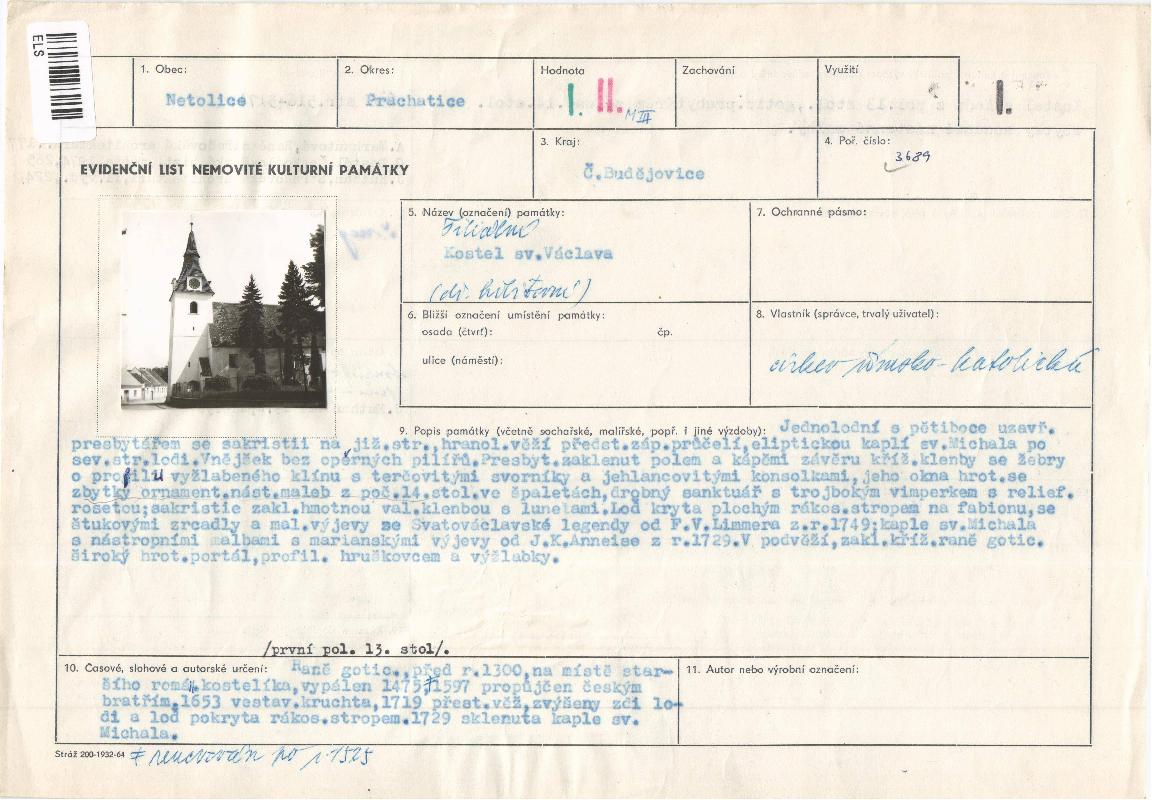 ELS
1. Obec:
Netolice
2. Okres:
Prachatice
Hodnota
I. II. M III
Zachování
Využití
I.
EVIDENČNÍ LIST NEMOVITÉ KULTURNÍ PAMÁTKY
3. Kraj:
Č.Budějovice
4. Poř. číslo:
3689
5. Název (označení) památky:
Filiální
Kostel sv.Václava
(dř. hřbitovní)
7. Ochranné pásmo:
6. Bližší označení umístění památky:
osada (čtvrť): čp.
ulice (náměstí):
8. Vlastník (správce, trvalý uživatel):
církev římsko-katolická
9. Popis památky (včetně sochařské, malířské, popř. i jiné výzdoby): Jednolodní s pětiboce uzavř.
presbytářem se sakristií na již.str.,hranol.věží předst.záp.průčelí,eliptickou kaplí sv.Michala po
sev.str.lodi.Vnějšek bez opěrných pilířů.Presbyt.zaklenut polem a kápěmi závěru kříž.klenby se žebry
o profilu vyžlabeného klínu s terčovitými svorníky a jehlancovitými konsolkami,jeho okna hrot.se
zbytky ornament.nást.maleb z poč.14.stol.ve špaletách,drobný sanktuář s trojbokým vimperkem s relief.
rosetou;sakristie zakl.hmotnou val.klenbou s lunetami.Loď kryta plochým rákos.stropem na fabionu,se
štukovými zrcadly a mal.výjevy ze Svatováclavské legendy od F.V.Limmera z.r.1749;kaple sv.Michala
s nástropními malbami s marianskými výjevy od J.K.Anneise z r.1729.V podvěží,zakl.kříž.raně gotic.
široký hrot.portál,profil. hruškovcem a výžlabky.
/první pol. 13. stol/.
10. Časové, slohové a autorské určení: Raně gotic.,před r.1300,na místě star-
šího román.kostelíka,vypálen 1475,‡1597 propůjčen českým
bratřím.1653 vestav.kruchta,1719 přest.věž,zvýšeny zdi lo-
di a loď pokryta rákos.stropem.1729 sklenuta kaple sv.
Michala.
11. Autor nebo výrobní označení:
Stráž 200-1932-64
‡ renovován po r. 1525